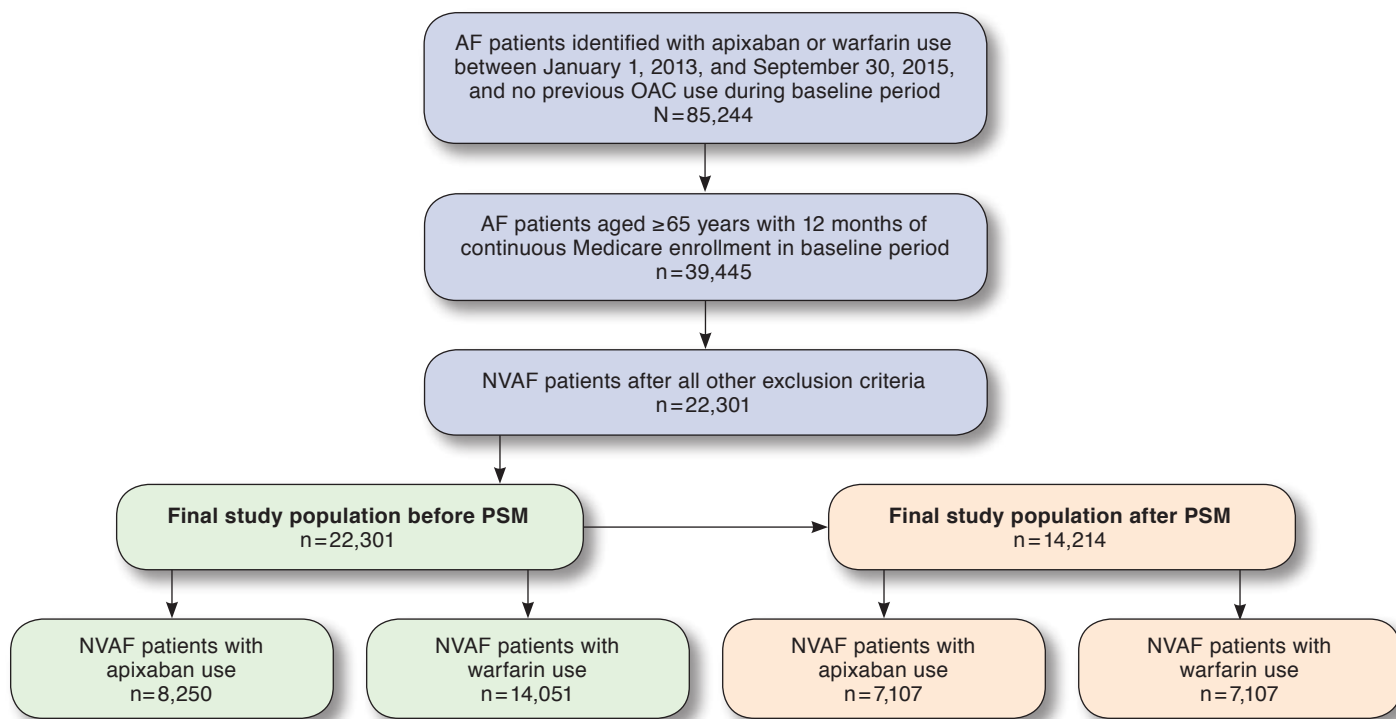 AF patients identified with apixaban or warfarin use
between January 1, 2013, and September 30, 2015,
and no previous OAC use during baseline period
N=85,244
AF patients aged ≥65 years with 12 months of
continuous Medicare enrollment in baseline period
n=39,445
NVAF patients after all other exclusion criteria
n=22,301
Final study population before PSM
n=22,301
Final study population after PSM
n=14,214
NVAF patients with
apixaban use
n=8,250
NVAF patients with
warfarin use
n=14,051
NVAF patients with
apixaban use
n=7,107
NVAF patients with
warfarin use
n=7,107